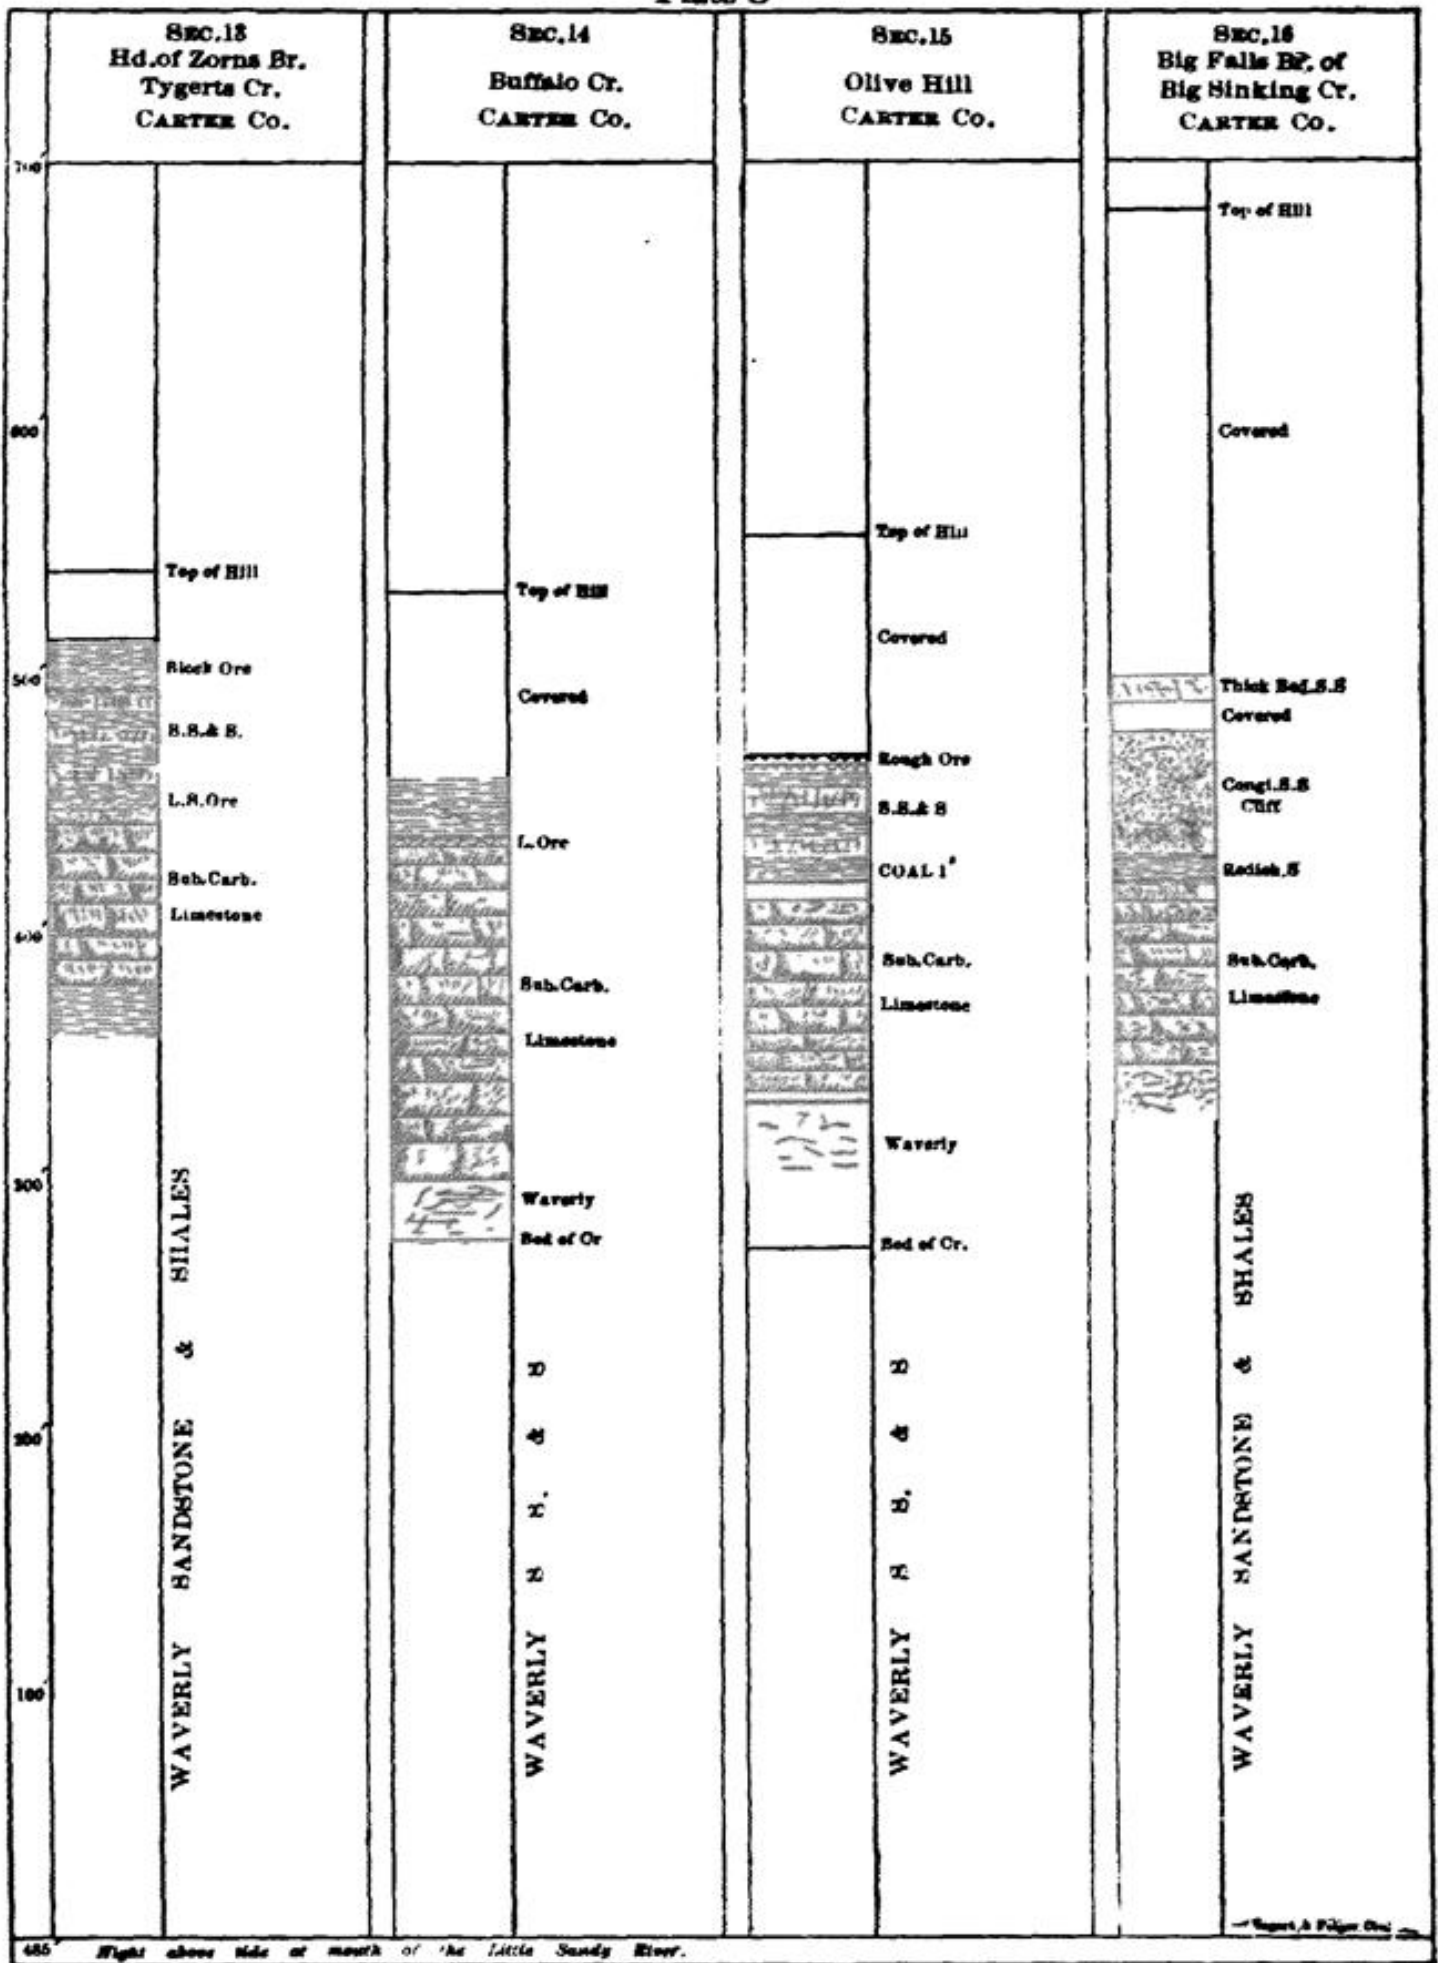 SEC.13
Hd.of Zorns Br.
Tygerts Cr.
CARTER Co.
SEC.14
Buffalo Cr.
CARTER Co.
SEC.15
Olive Hill
CARTER Co.
SEC.16
Big Falls Br. of
Big Sinking Cr.
CARTER Co.
700'
600'
500'
400'
300'
200'
100'
Top of Hill
Block Ore
S.S.& S.
L.S.Ore
Sub.Carb.
Limestone
WAVERLY SANDSTONE & SHALES
Top of Hill
Covered
L.Ore
Sub.Carb.
Limestone
Waverly
Bed of Cr
WAVERLY S S. & S
Top of Hill
Covered
Rough Ore
S.S.& S
COAL 1'
Sub.Carb.
Limestone
Waverly
Bed of Cr.
WAVERLY S S. & S
Top of Hill
Covered
Thick Bed.S.S
Covered
Congl.S.S
Cliff
Redish.S
Sub.Carb.
Limestone
WAVERLY SANDSTONE & SHALES
485' Hight above tide at mouth of the Little Sandy River.